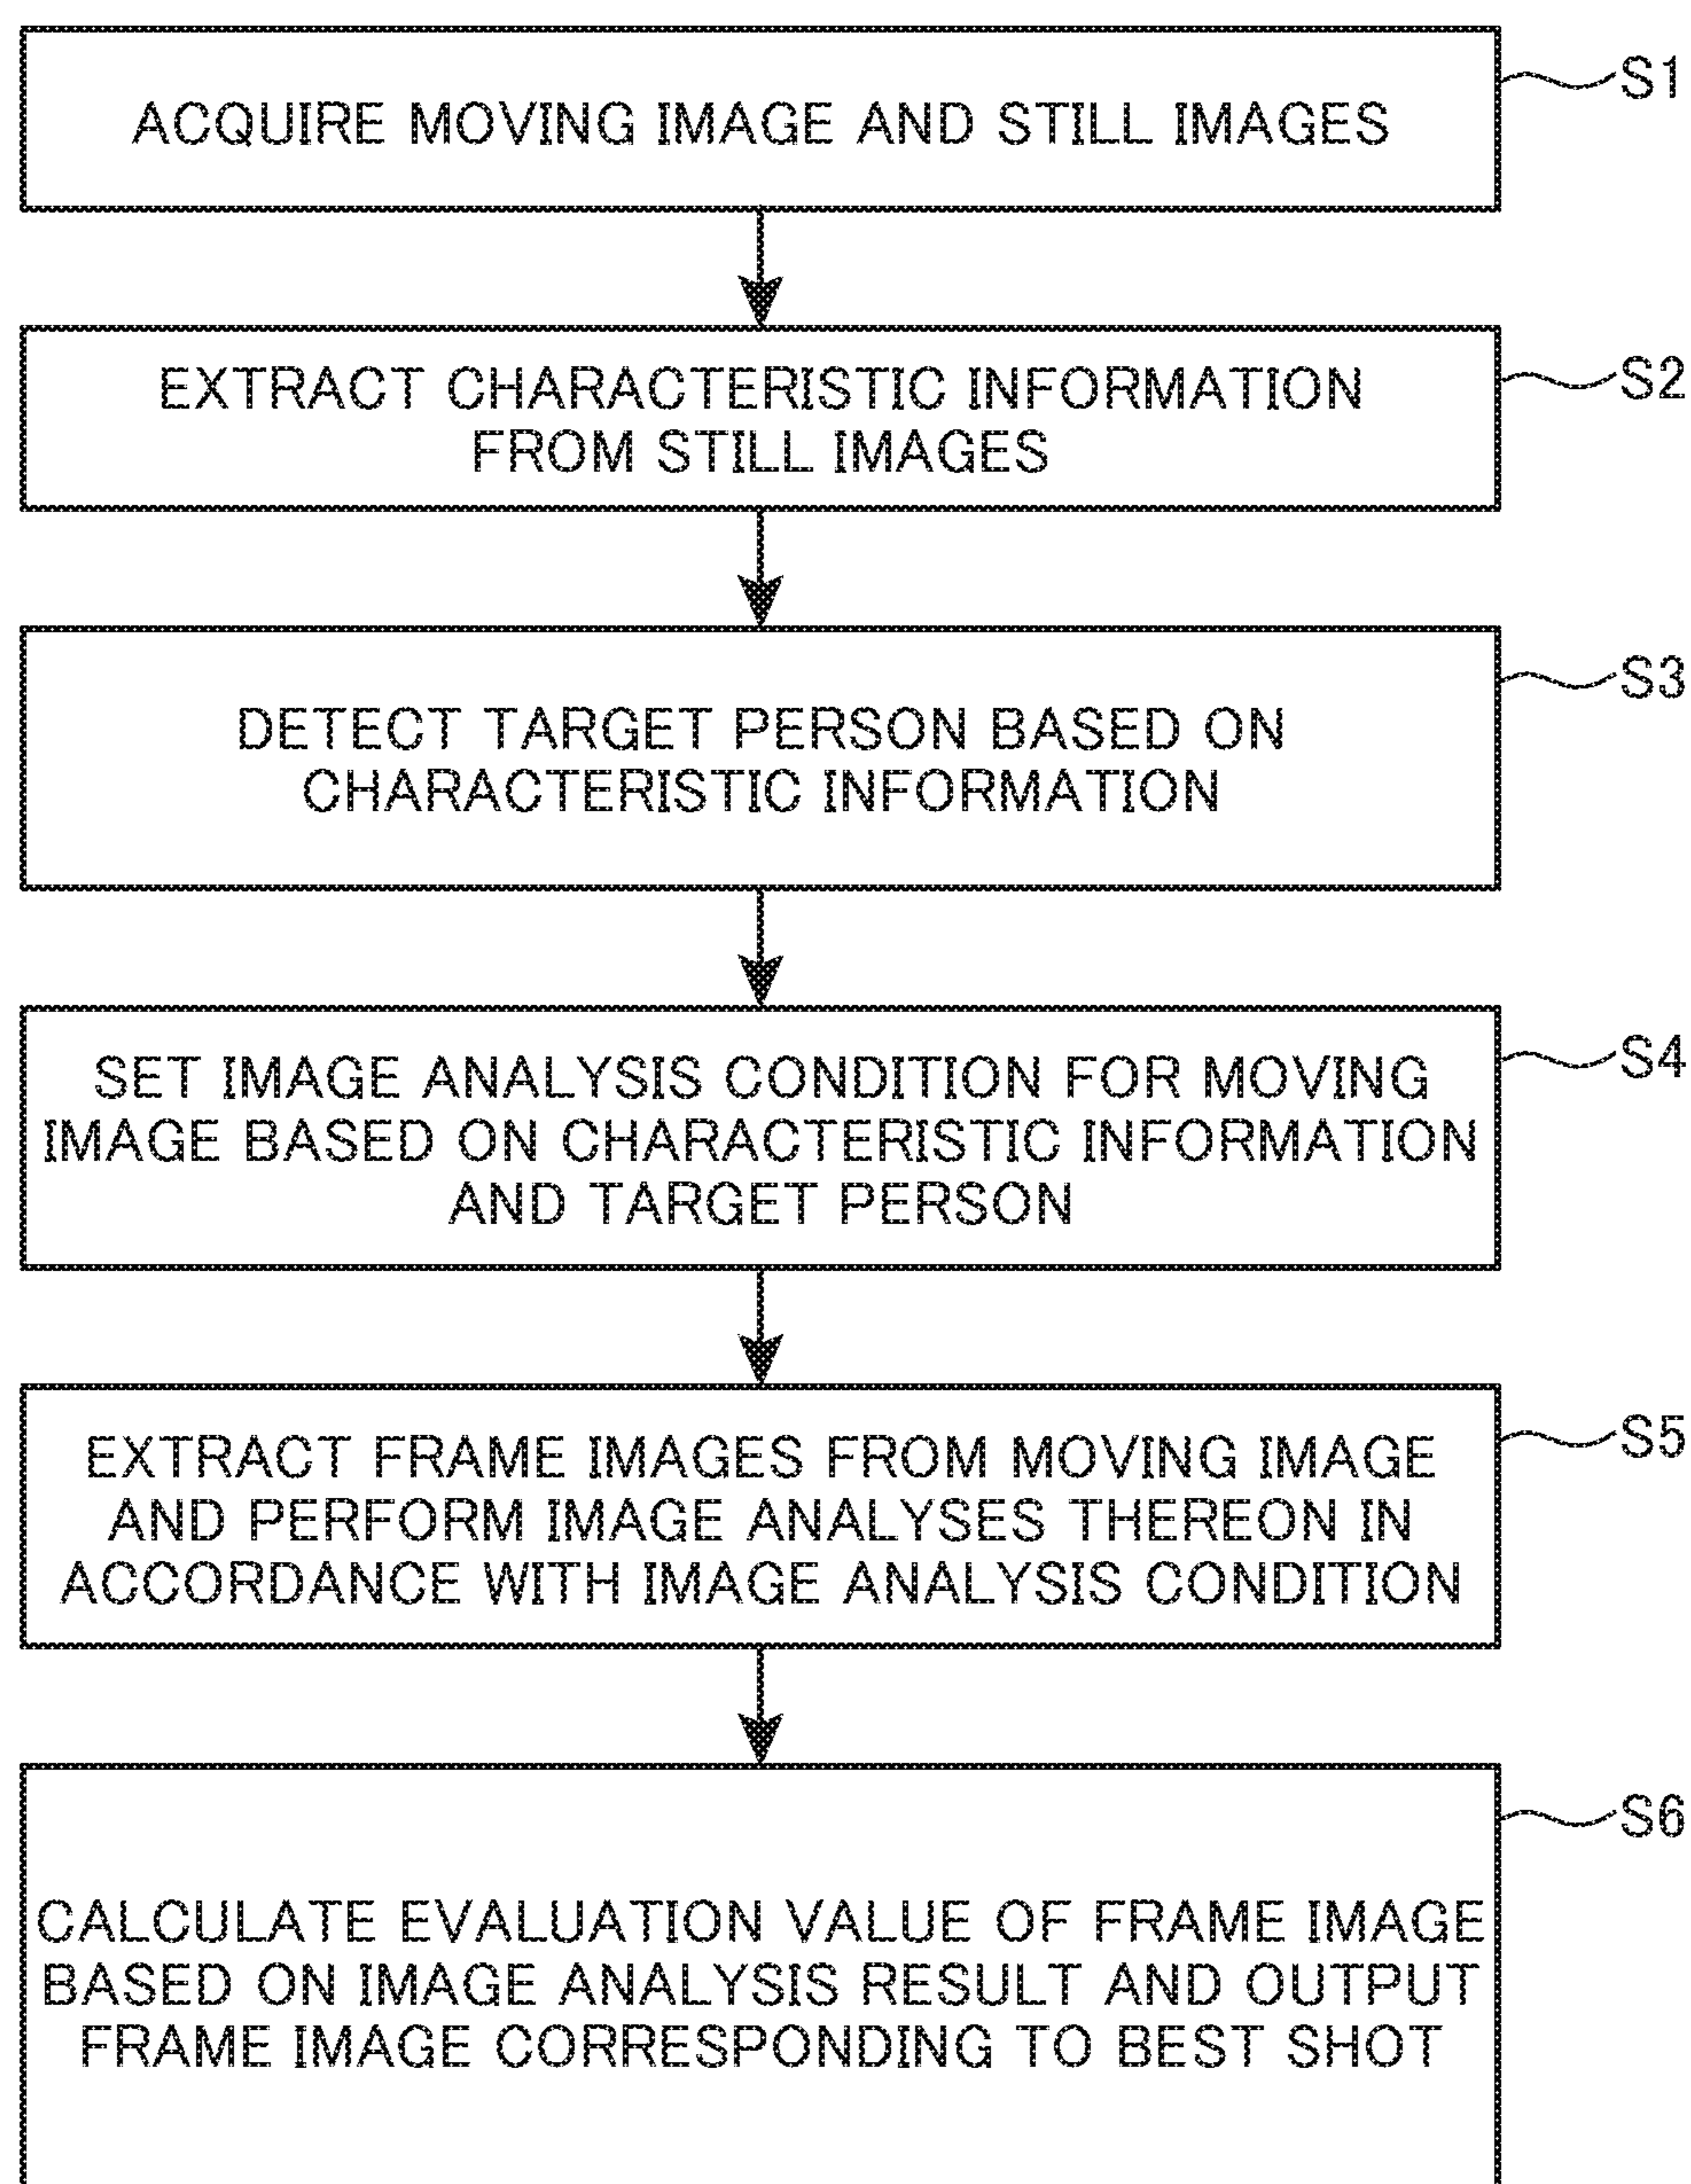 ACQUIRE MOVING IMAGE AND STILL IMAGES
S1
EXTRACT CHARACTERISTIC INFORMATION
FROM STILL IMAGES
S2
DETECT TARGET PERSON BASED ON
CHARACTERISTIC INFORMATION
S3
SET IMAGE ANALYSIS CONDITION FOR MOVING
IMAGE BASED ON CHARACTERISTIC INFORMATION
AND TARGET PERSON
S4
EXTRACT FRAME IMAGES FROM MOVING IMAGE
AND PERFORM IMAGE ANALYSES THEREON IN
ACCORDANCE WITH IMAGE ANALYSIS CONDITION
S5
CALCULATE EVALUATION VALUE OF FRAME IMAGE
BASED ON IMAGE ANALYSIS RESULT AND OUTPUT
FRAME IMAGE CORRESPONDING TO BEST SHOT
S6